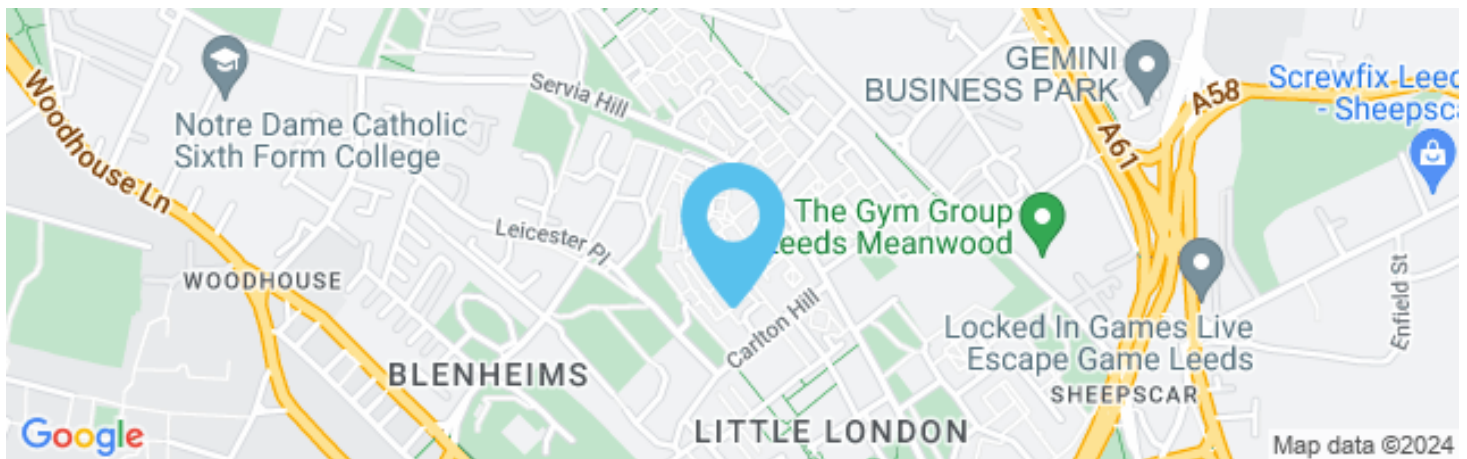 GEMINI
BUSINESS PARK
A58
Screwfix Leed
- Sheepsca
Woodhouse Ln
Notre Dame Catholic
Sixth Form College
Servia Hill
A61
Leicester Pl
The Gym Group
Leeds Meanwood
WOODHOUSE
Carlton Hill
Enfield St
Locked In Games Live
Escape Game Leeds
BLENHEIMS
SHEEPSCAR
LITTLE LONDON
Google
Map data ©2024